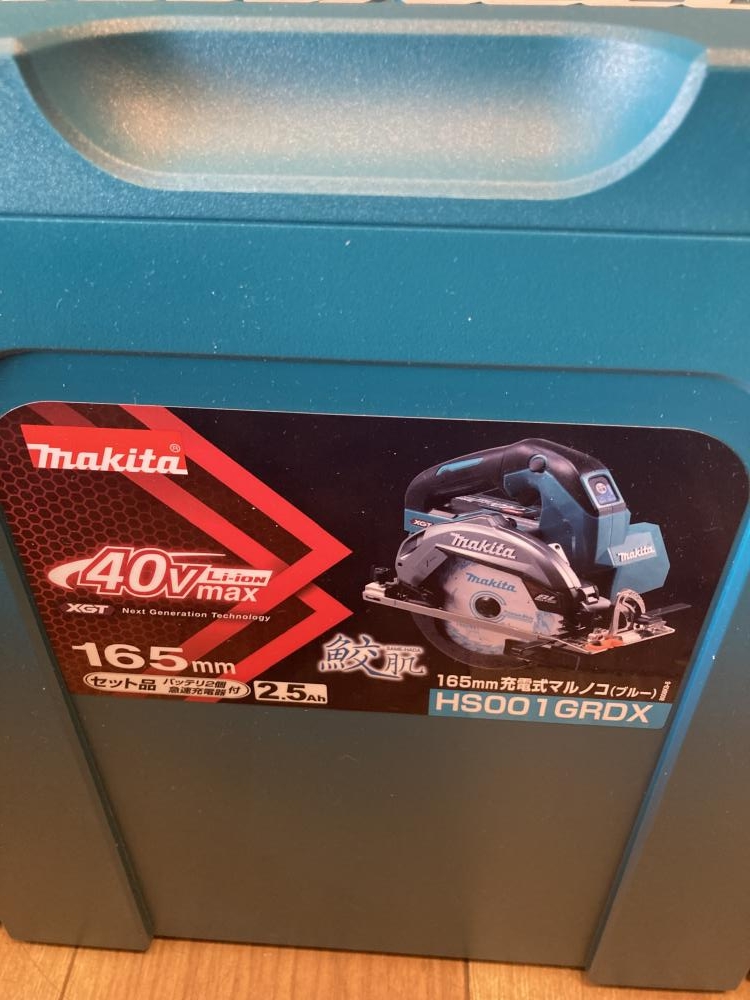 makita®
40Vmax Li-ion
XGT Next Generation Technology
165mm
セット品 バッテリ2個 急速充電器 付 2.5Ah
鮫肌
SAME-HADA
XGT
makita
makita
makita
BL
165mm充電式マルノコ(ブルー)
HS001GRDX